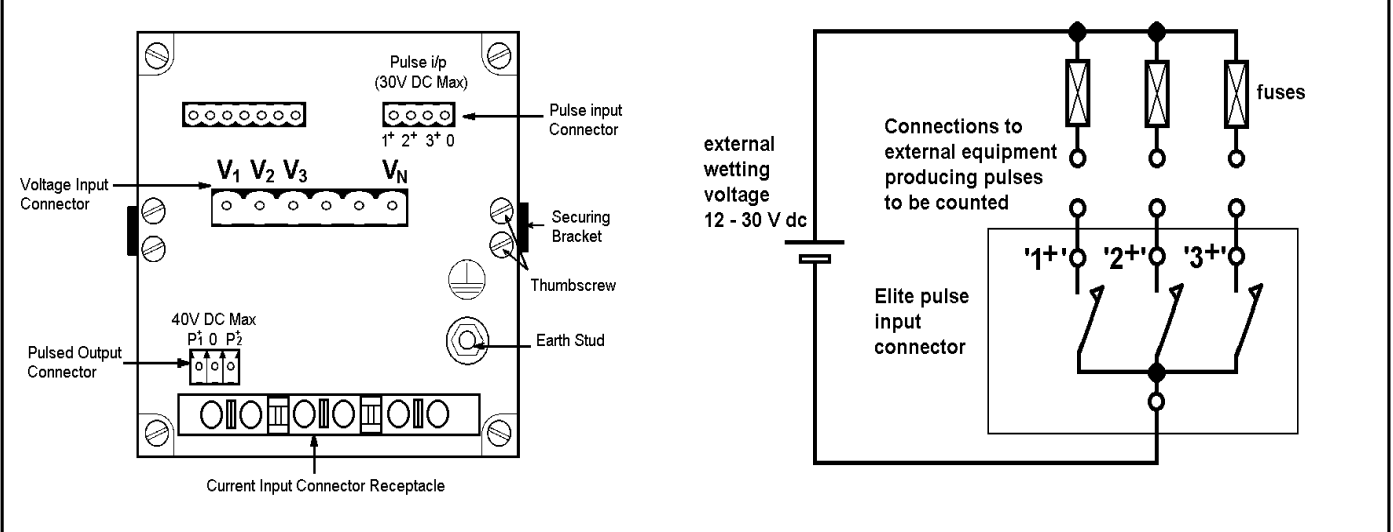 Pulse i/p
(30V DC Max)
1+ 2+ 3+ 0
Pulse input
Connector
V1 V2 V3 VN
Voltage Input
Connector
Securing
Bracket
Thumbscrew
40V DC Max
P1+ 0 P2+
Pulsed Output
Connector
Earth Stud
Current Input Connector Receptacle
fuses
Connections to
external equipment
producing pulses
to be counted
external
wetting
voltage
12 - 30 V dc
'1+' '2+' '3+'
Elite pulse
input
connector